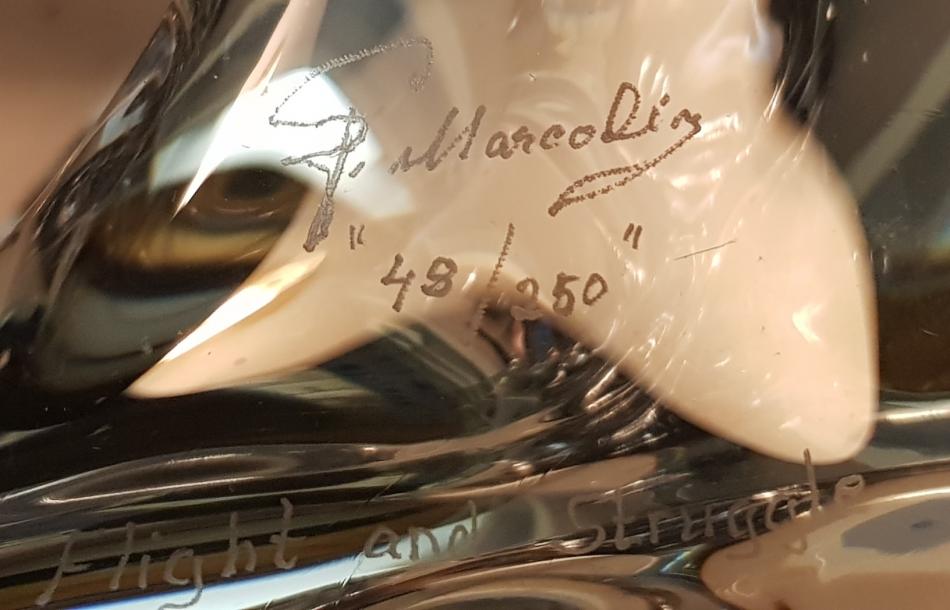 P. Marcolin
"48/250"
Flight and Struggle